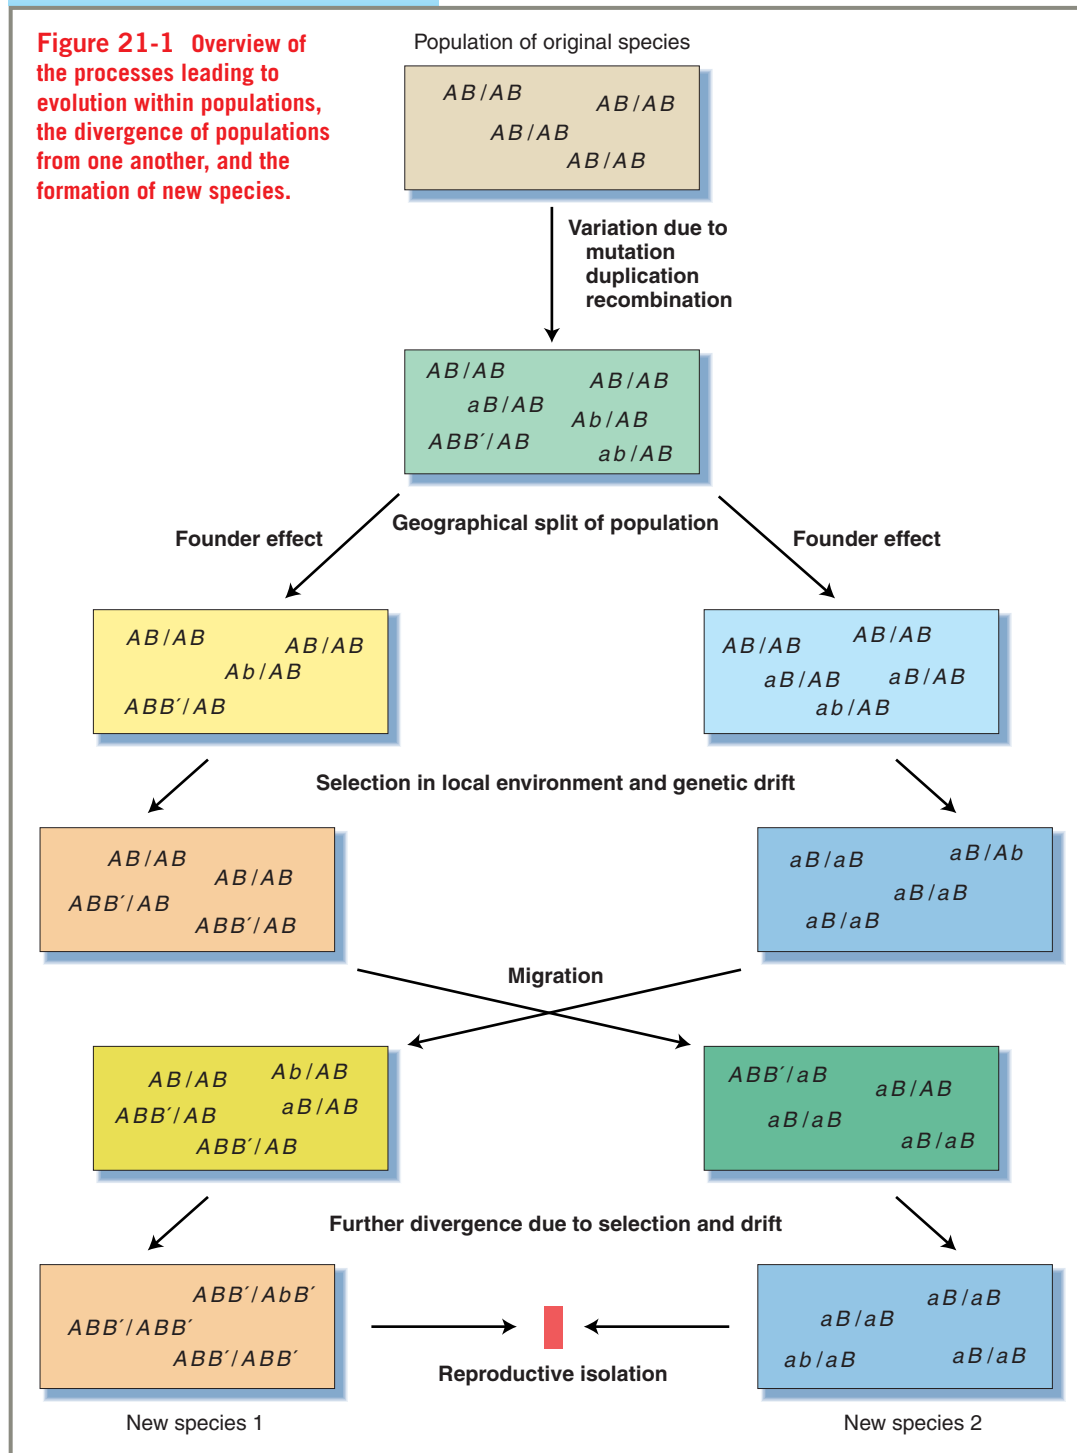 Figure 21-1 Overview of
the processes leading to
evolution within populations,
the divergence of populations
from one another, and the
formation of new species.
Population of original species
AB/AB
AB/AB
AB/AB
AB/AB
Variation due to
mutation
duplication
recombination
AB/AB
AB/AB
aB/AB
Ab/AB
ABB′/AB
ab/AB
Geographical split of population
Founder effect
Founder effect
AB/AB
AB/AB
Ab/AB
ABB′/AB
AB/AB
AB/AB
aB/AB
aB/AB
ab/AB
Selection in local environment and genetic drift
AB/AB
AB/AB
ABB′/AB
ABB′/AB
aB/aB
aB/Ab
aB/aB
aB/aB
Migration
AB/AB
Ab/AB
ABB′/AB
aB/AB
ABB′/AB
ABB′/aB
aB/AB
aB/aB
aB/aB
Further divergence due to selection and drift
ABB′/AbB′
ABB′/ABB′
ABB′/ABB′
Reproductive isolation
aB/aB
aB/aB
ab/aB
aB/aB
New species 1
New species 2